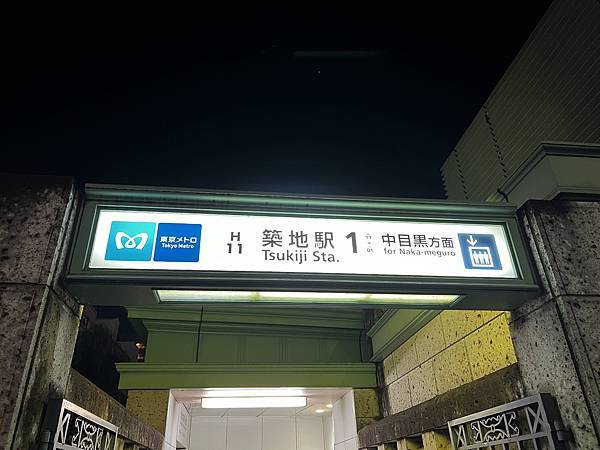 東京メトロ
Tokyo Metro
H
11
築地駅
Tsukiji Sta.
1
中目黒方面
for Naka-meguro